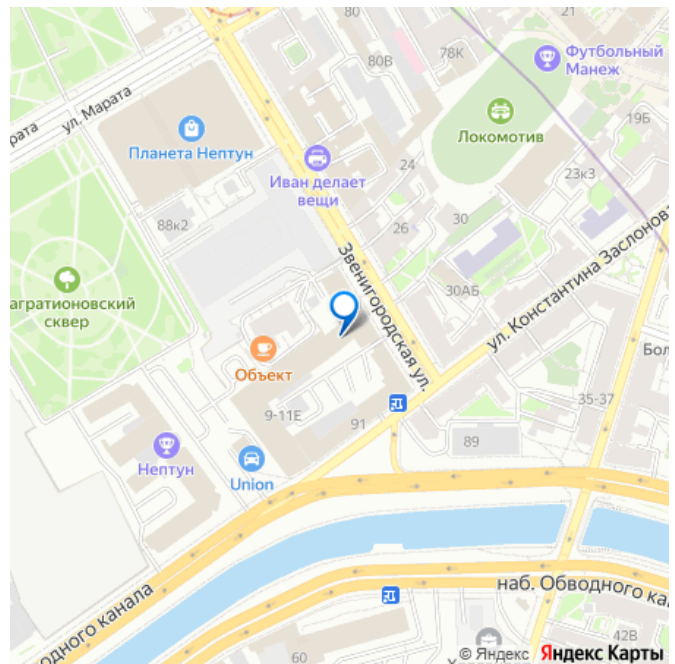 80
21
Футбольный
Манеж
80В
78К
ул. Марата
рата
Локомотив
19Б
Планета Нептун
24
Иван делает
вещи
23к3
88к2
26
30
Звенигородская ул.
ул. Константина Заслонова
агратионовский
сквер
30АБ
Бол
Объект
35-37
9-11Е
91
89
Нептун
Union
наб. Обводного ка
одного канала
60
42В
Х
© Яндекс Яндекс Карты